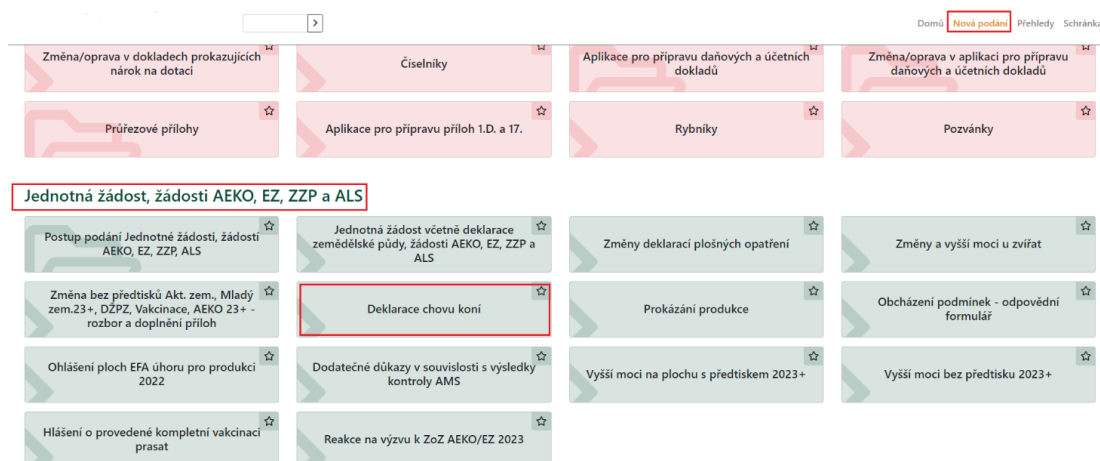 Domů Nová podání Přehledy Schránka
Změna/oprava v dokladech prokazujících
nárok na dotaci
Číselníky
Aplikace pro přípravu daňových a účetních
dokladů
Změna/oprava v aplikaci pro přípravu
daňových a účetních dokladů
Průřezové přílohy
Aplikace pro přípravu příloh 1.D. a 17.
Rybníky
Pozvánky
Jednotná žádost, žádosti AEKO, EZ, ZZP a ALS
Postup podání Jednotné žádosti, žádostí
AEKO, EZ, ZZP, ALS
Jednotná žádost včetně deklarace
zemědělské půdy, žádosti AEKO, EZ, ZZP a
ALS
Změny deklarací plošných opatření
Změny a vyšší moci u zvířat
Změna bez předtisků Akt. zem., Mladý
zem.23+, DŽPZ, Vakcinace, AEKO 23+ -
rozbor a doplnění příloh
Deklarace chovu koní
Prokázání produkce
Obcházení podmínek - odpovědní
formulář
Ohlášení ploch EFA úhoru pro produkci
2022
Dodatečné důkazy v souvislosti s výsledky
kontroly AMS
Vyšší moci na plochu s předtiskem 2023+
Vyšší moci bez předtisku 2023+
Hlášení o provedené kompletní vakcinaci
prasat
Reakce na výzvu k ZoZ AEKO/EZ 2023